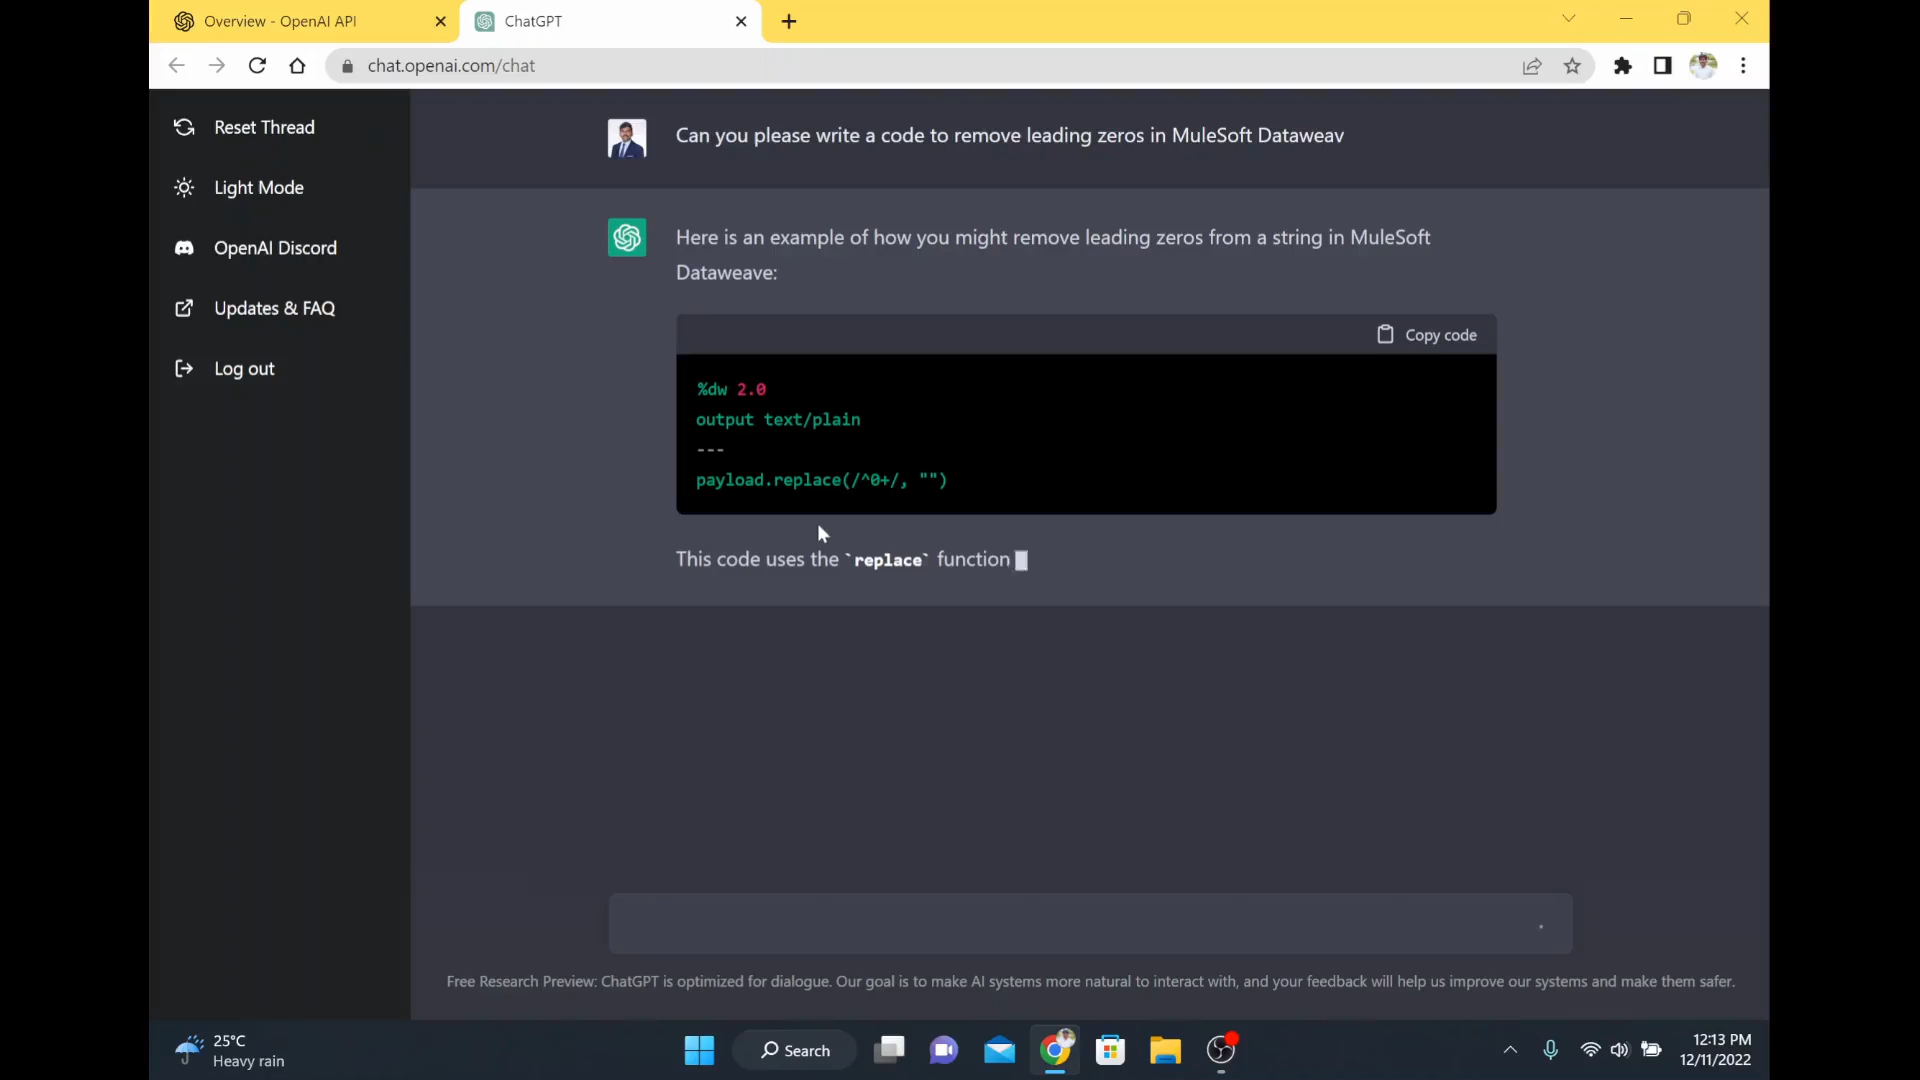 Overview - OpenAI API
ChatGPT
chat.openai.com/chat
Reset Thread
Light Mode
OpenAI Discord
Updates & FAQ
Log out
Can you please write a code to remove leading zeros in MuleSoft Dataweav
Here is an example of how you might remove leading zeros from a string in MuleSoft
Dataweave:
Copy code
%dw 2.0
output text/plain
---
payload.replace(/^0+/, "")
This code uses the `replace` function
Free Research Preview: ChatGPT is optimized for dialogue. Our goal is to make AI systems more natural to interact with, and your feedback will help us improve our systems and make them safer.
25°C
Heavy rain
Search
12:13 PM
12/11/2022